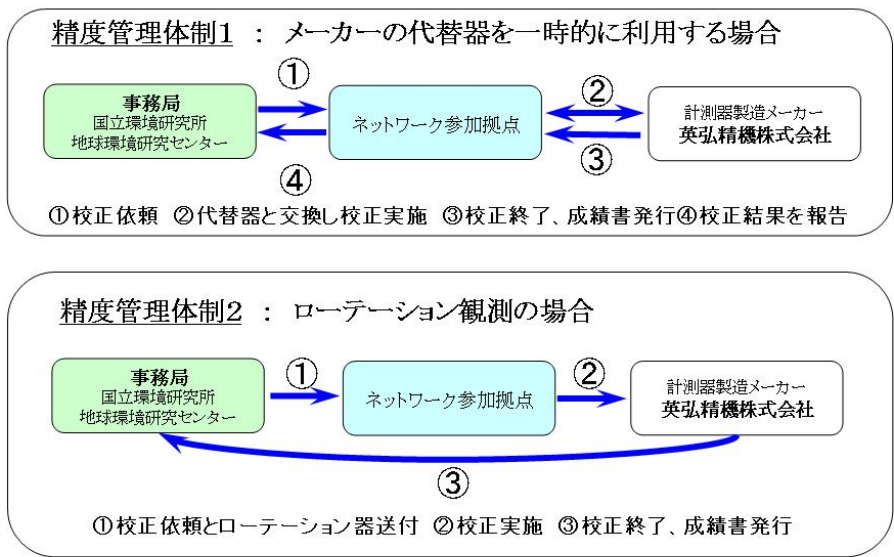 精度管理体制1 : メーカーの代替器を一時的に利用する場合
① ②
事務局
国立環境研究所
地球環境研究センター
ネットワーク参加拠点
計測器製造メーカー
英弘精機株式会社
④ ③
①校正依頼 ②代替器と交換し校正実施 ③校正終了、成績書発行④校正結果を報告
精度管理体制2 : ローテーション観測の場合
① ②
事務局
国立環境研究所
地球環境研究センター
ネットワーク参加拠点
計測器製造メーカー
英弘精機株式会社
③
①校正依頼とローテーション器送付 ②校正実施 ③校正終了、成績書発行